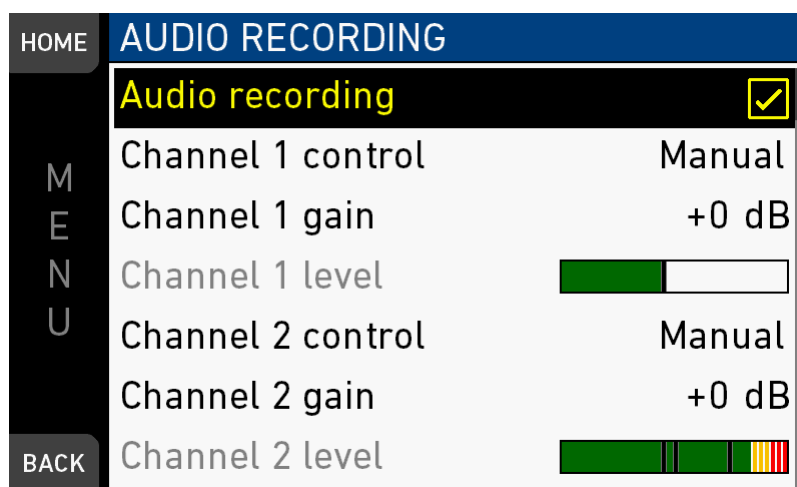 HOME
AUDIO RECORDING
Audio recording
Channel 1 control Manual
Channel 1 gain +0 dB
Channel 1 level
Channel 2 control Manual
Channel 2 gain +0 dB
Channel 2 level
MENU
BACK